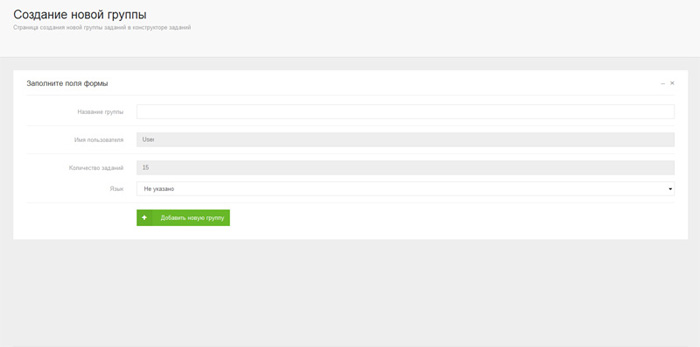 Создание новой группы
Страница создания новой группы заданий в конструкторе заданий
Заполните поля формы
Название группы
Имя пользователя
User
Количество заданий
15
Язык
Не указано
Добавить новую группу